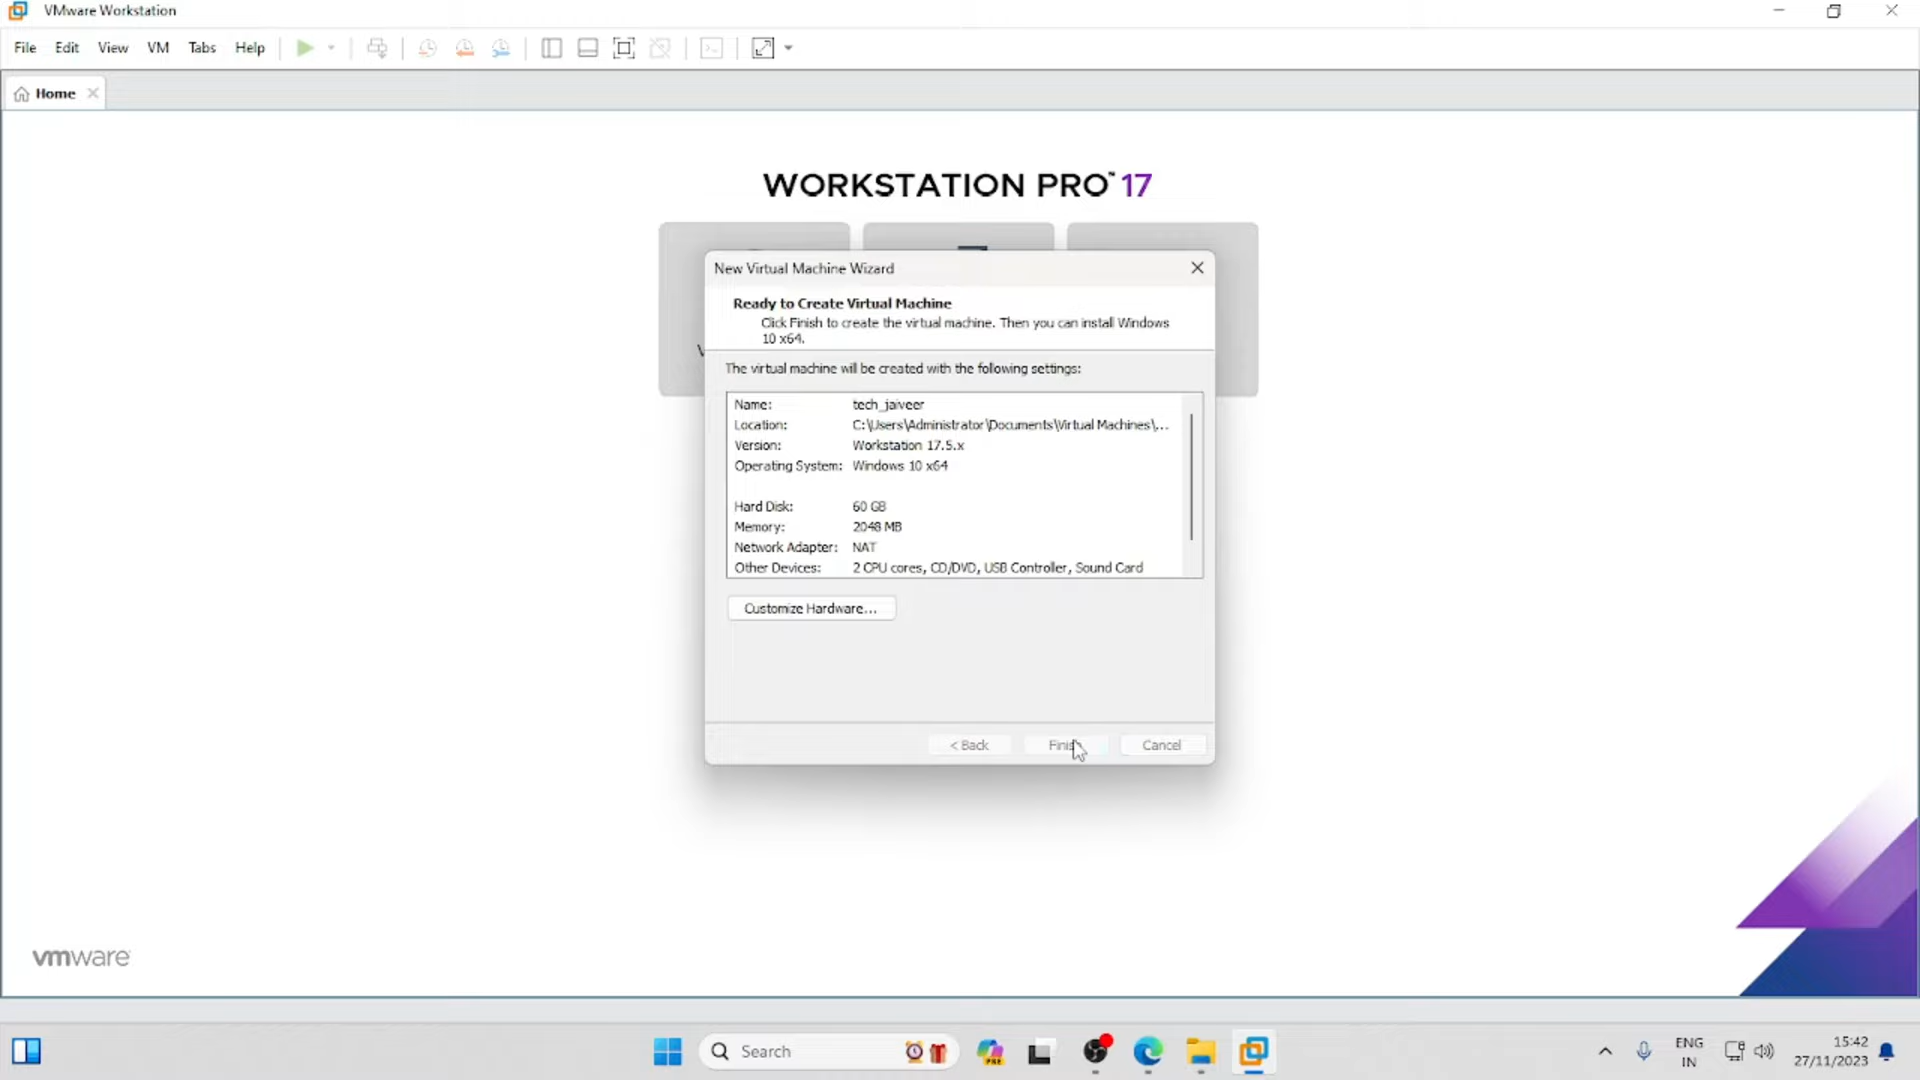 VMware Workstation
File Edit View VM Tabs Help
Home
WORKSTATION PRO™ 17
New Virtual Machine Wizard
Ready to Create Virtual Machine
Click Finish to create the virtual machine. Then you can install Windows
10 x64.
The virtual machine will be created with the following settings:
Name: tech_jaiveer
Location: C:\Users\Administrator\Documents\Virtual Machines\...
Version: Workstation 17.5.x
Operating System: Windows 10 x64
Hard Disk: 60 GB
Memory: 2048 MB
Network Adapter: NAT
Other Devices: 2 CPU cores, CD/DVD, USB Controller, Sound Card
Customize Hardware...
< Back Finish Cancel
vmware
Search
PRE
ENG
IN
15:42
27/11/2023